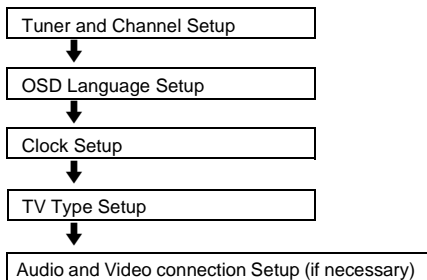 Tuner and Channel Setup
OSD Language Setup
Clock Setup
TV Type Setup
Audio and Video connection Setup (if necessary)